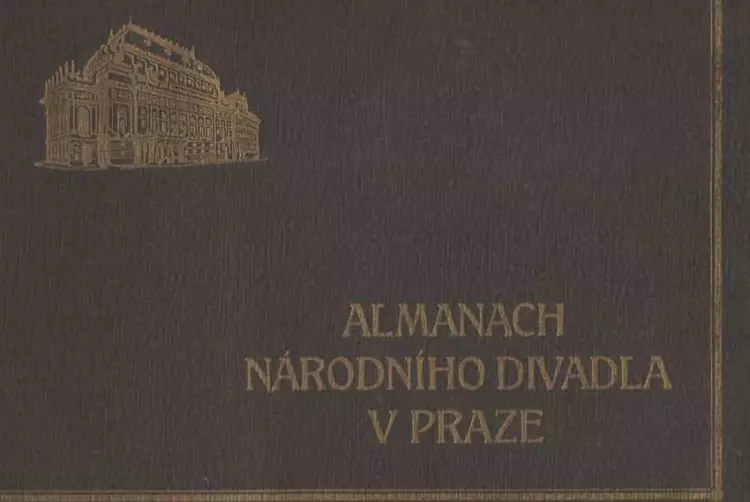 ALMANACH
NÁRODNÍHO DIVADLA
V PRAZE